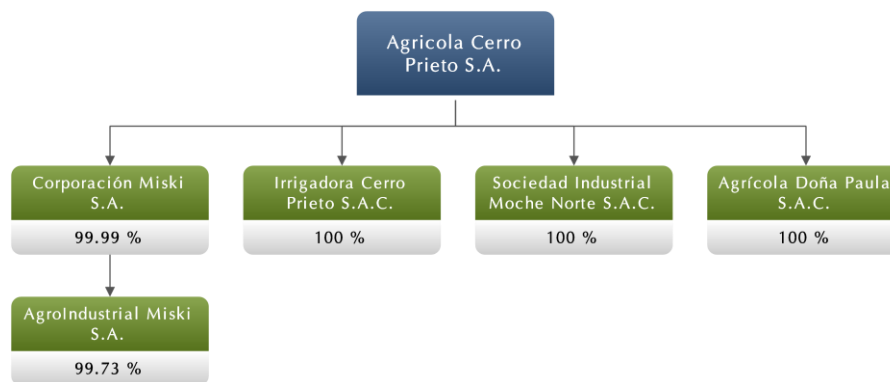 Agricola Cerro
Prieto S.A.
Corporación Miski
S.A.
99.99 %
Irrigadora Cerro
Prieto S.A.C.
100 %
Sociedad Industrial
Moche Norte S.A.C.
100 %
Agrícola Doña Paula
S.A.C.
100 %
AgroIndustrial Miski
S.A.
99.73 %